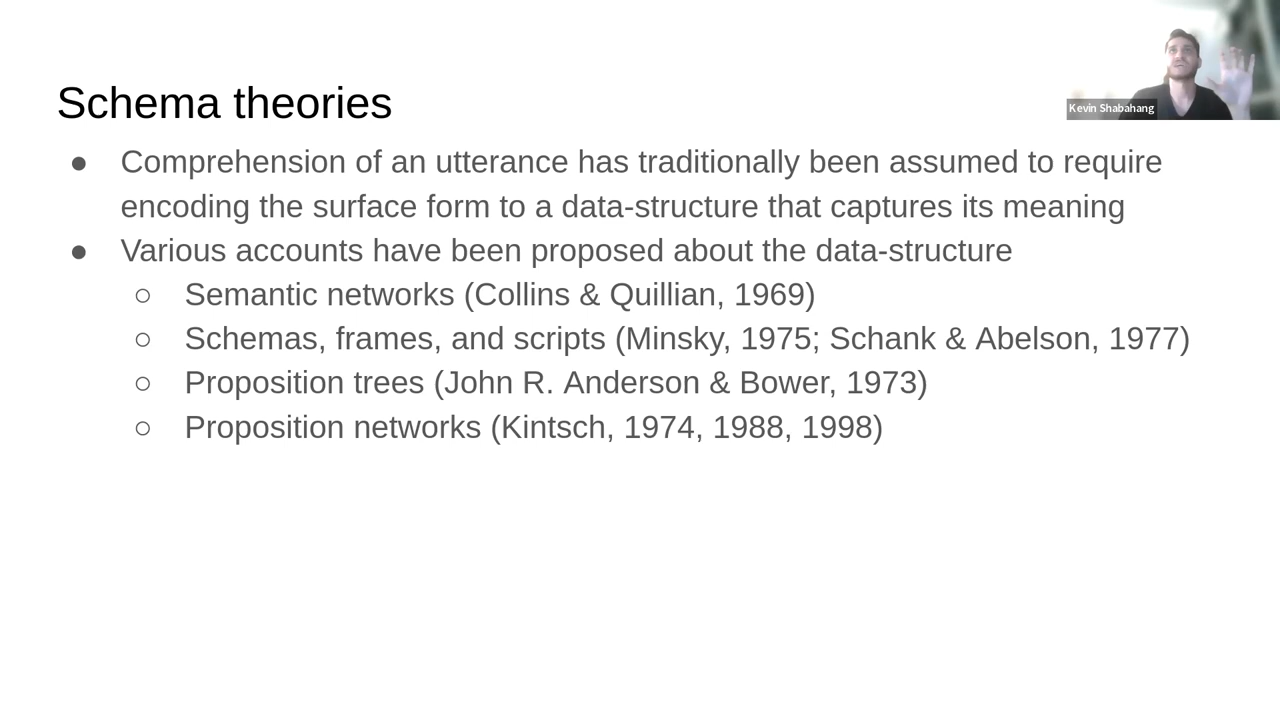 Schema theories
Kevin Shabahang
● Comprehension of an utterance has traditionally been assumed to require
encoding the surface form to a data-structure that captures its meaning
● Various accounts have been proposed about the data-structure
○ Semantic networks (Collins & Quillian, 1969)
○ Schemas, frames, and scripts (Minsky, 1975; Schank & Abelson, 1977)
○ Proposition trees (John R. Anderson & Bower, 1973)
○ Proposition networks (Kintsch, 1974, 1988, 1998)